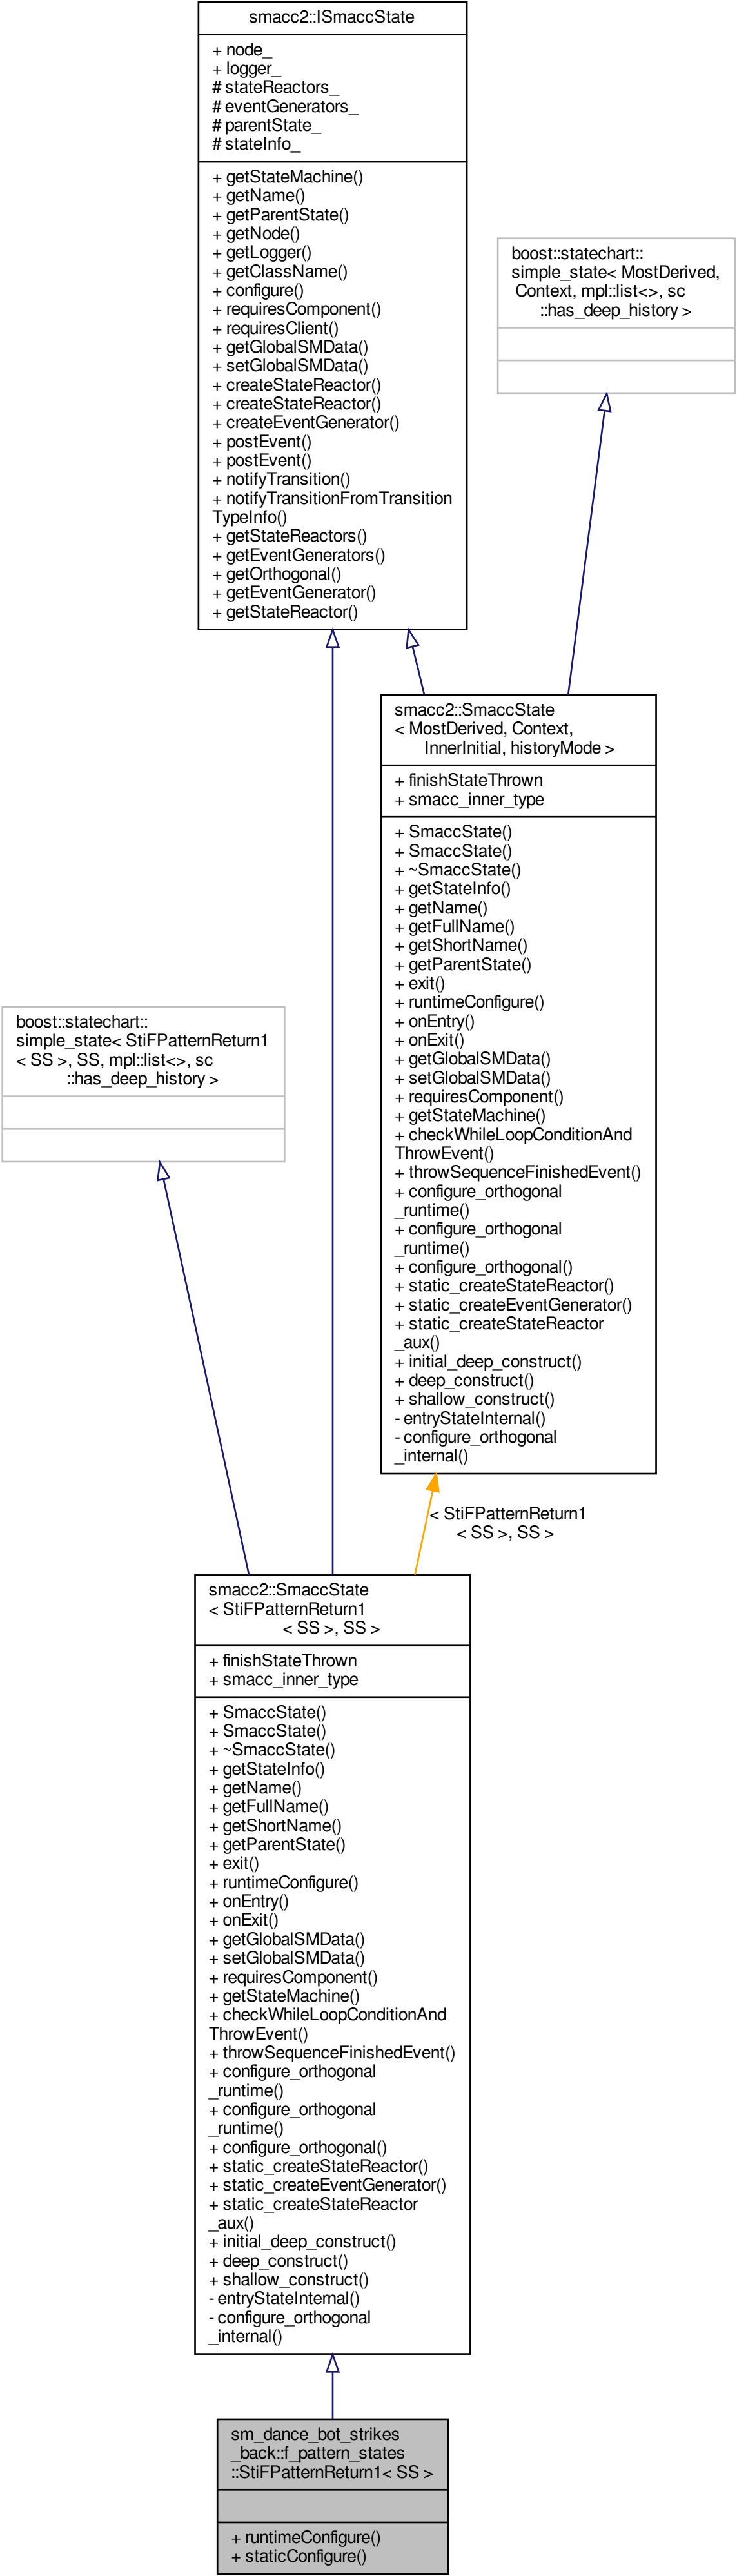 smacc2::ISmaccState
+ node_
+ logger_
# stateReactors_
# eventGenerators_
# parentState_
# stateInfo_
+ getStateMachine()
+ getName()
+ getParentState()
+ getNode()
+ getLogger()
+ getClassName()
+ configure()
+ requiresComponent()
+ requiresClient()
+ getGlobalSMData()
+ setGlobalSMData()
+ createStateReactor()
+ createStateReactor()
+ createEventGenerator()
+ postEvent()
+ postEvent()
+ notifyTransition()
+ notifyTransitionFromTransition
TypeInfo()
+ getStateReactors()
+ getEventGenerators()
+ getOrthogonal()
+ getEventGenerator()
+ getStateReactor()
boost::statechart::
simple_state< MostDerived,
Context, mpl::list<>, sc
::has_deep_history >
smacc2::SmaccState
< MostDerived, Context,
InnerInitial, historyMode >
+ finishStateThrown
+ smacc_inner_type
+ SmaccState()
+ SmaccState()
+ ~SmaccState()
+ getStateInfo()
+ getName()
+ getFullName()
+ getShortName()
+ getParentState()
+ exit()
+ runtimeConfigure()
+ onEntry()
+ onExit()
+ getGlobalSMData()
+ setGlobalSMData()
+ requiresComponent()
+ getStateMachine()
+ checkWhileLoopConditionAnd
ThrowEvent()
+ throwSequenceFinishedEvent()
+ configure_orthogonal
_runtime()
+ configure_orthogonal
_runtime()
+ configure_orthogonal()
+ static_createStateReactor()
+ static_createEventGenerator()
+ static_createStateReactor
_aux()
+ initial_deep_construct()
+ deep_construct()
+ shallow_construct()
- entryStateInternal()
- configure_orthogonal
_internal()
boost::statechart::
simple_state< StiFPatternReturn1
< SS >, SS, mpl::list<>, sc
::has_deep_history >
< StiFPatternReturn1
< SS >, SS >
smacc2::SmaccState
< StiFPatternReturn1
< SS >, SS >
+ finishStateThrown
+ smacc_inner_type
+ SmaccState()
+ SmaccState()
+ ~SmaccState()
+ getStateInfo()
+ getName()
+ getFullName()
+ getShortName()
+ getParentState()
+ exit()
+ runtimeConfigure()
+ onEntry()
+ onExit()
+ getGlobalSMData()
+ setGlobalSMData()
+ requiresComponent()
+ getStateMachine()
+ checkWhileLoopConditionAnd
ThrowEvent()
+ throwSequenceFinishedEvent()
+ configure_orthogonal
_runtime()
+ configure_orthogonal
_runtime()
+ configure_orthogonal()
+ static_createStateReactor()
+ static_createEventGenerator()
+ static_createStateReactor
_aux()
+ initial_deep_construct()
+ deep_construct()
+ shallow_construct()
- entryStateInternal()
- configure_orthogonal
_internal()
sm_dance_bot_strikes
_back::f_pattern_states
::StiFPatternReturn1< SS >
+ runtimeConfigure()
+ staticConfigure()